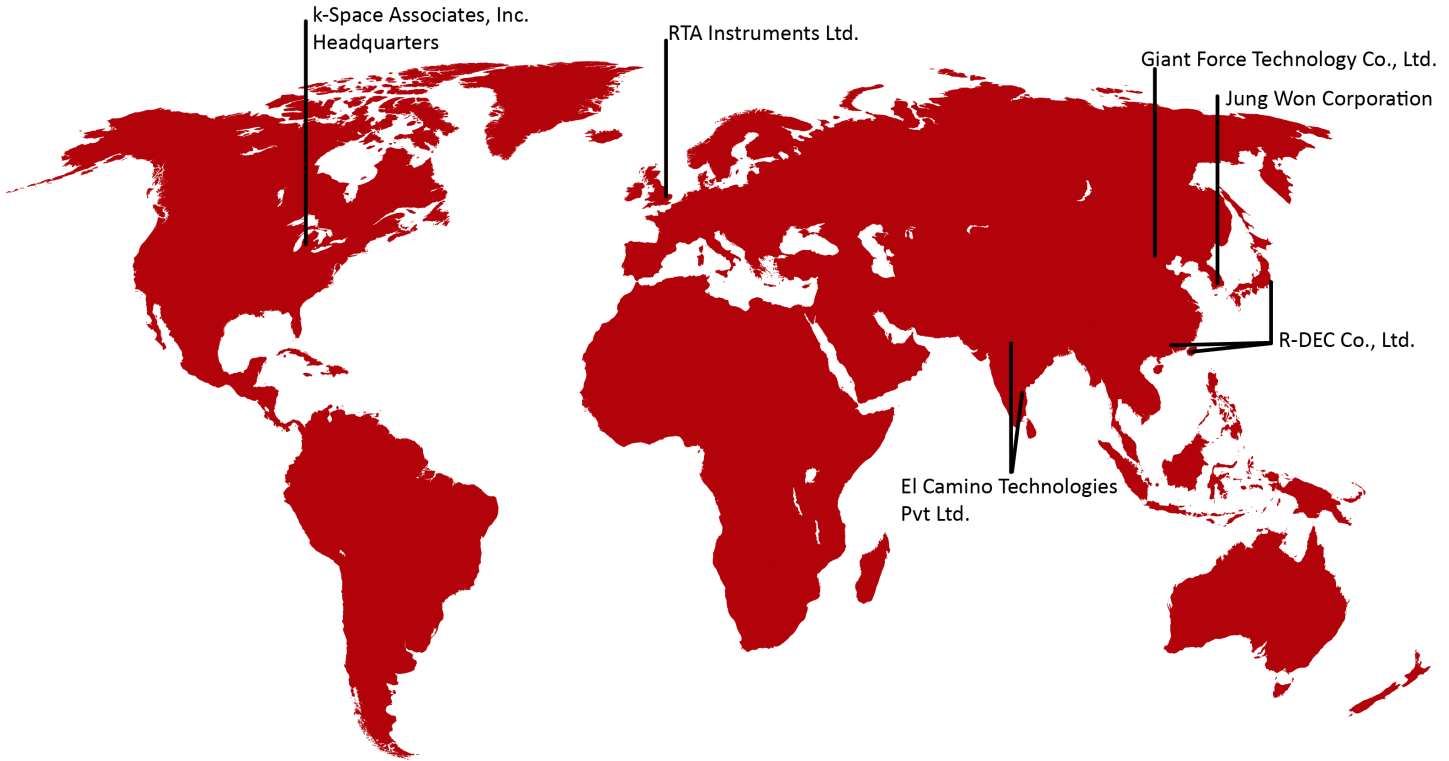 k-Space Associates, Inc.
Headquarters
RTA Instruments Ltd.
Giant Force Technology Co., Ltd.
Jung Won Corporation
R-DEC Co., Ltd.
El Camino Technologies
Pvt Ltd.